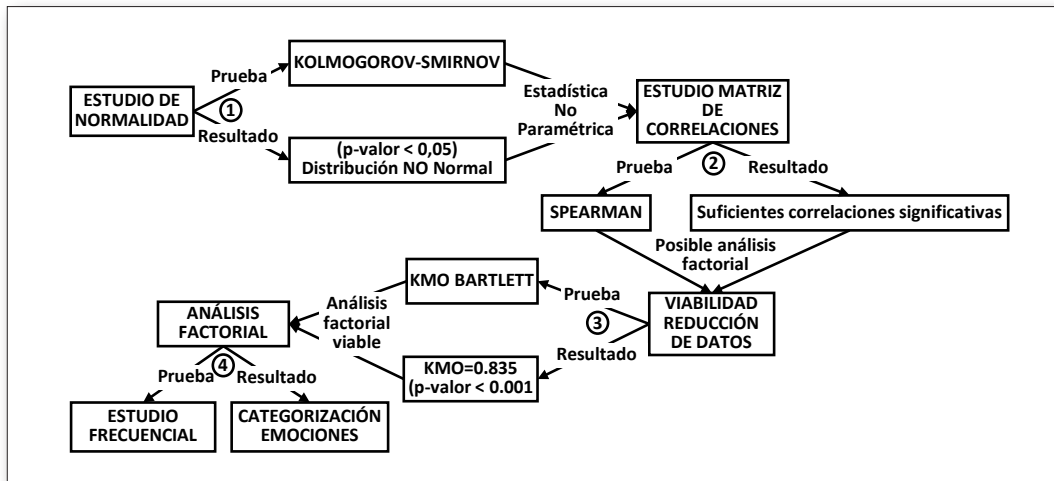 ESTUDIO DE
NORMALIDAD
Prueba
1
Resultado
KOLMOGOROV-SMIRNOV
(p-valor < 0,05)
Distribución NO Normal
Estadística
No
Paramétrica
ESTUDIO MATRIZ
DE
CORRELACIONES
Prueba
2
Resultado
SPEARMAN
Suficientes correlaciones significativas
Posible análisis
factorial
VIABILIDAD
REDUCCIÓN
DE DATOS
Prueba
3
Resultado
KMO BARTLETT
KMO=0.835
(p-valor < 0.001
Análisis
factorial
viable
ANÁLISIS
FACTORIAL
Prueba
4
Resultado
ESTUDIO
FRECUENCIAL
CATEGORIZACIÓN
EMOCIONES